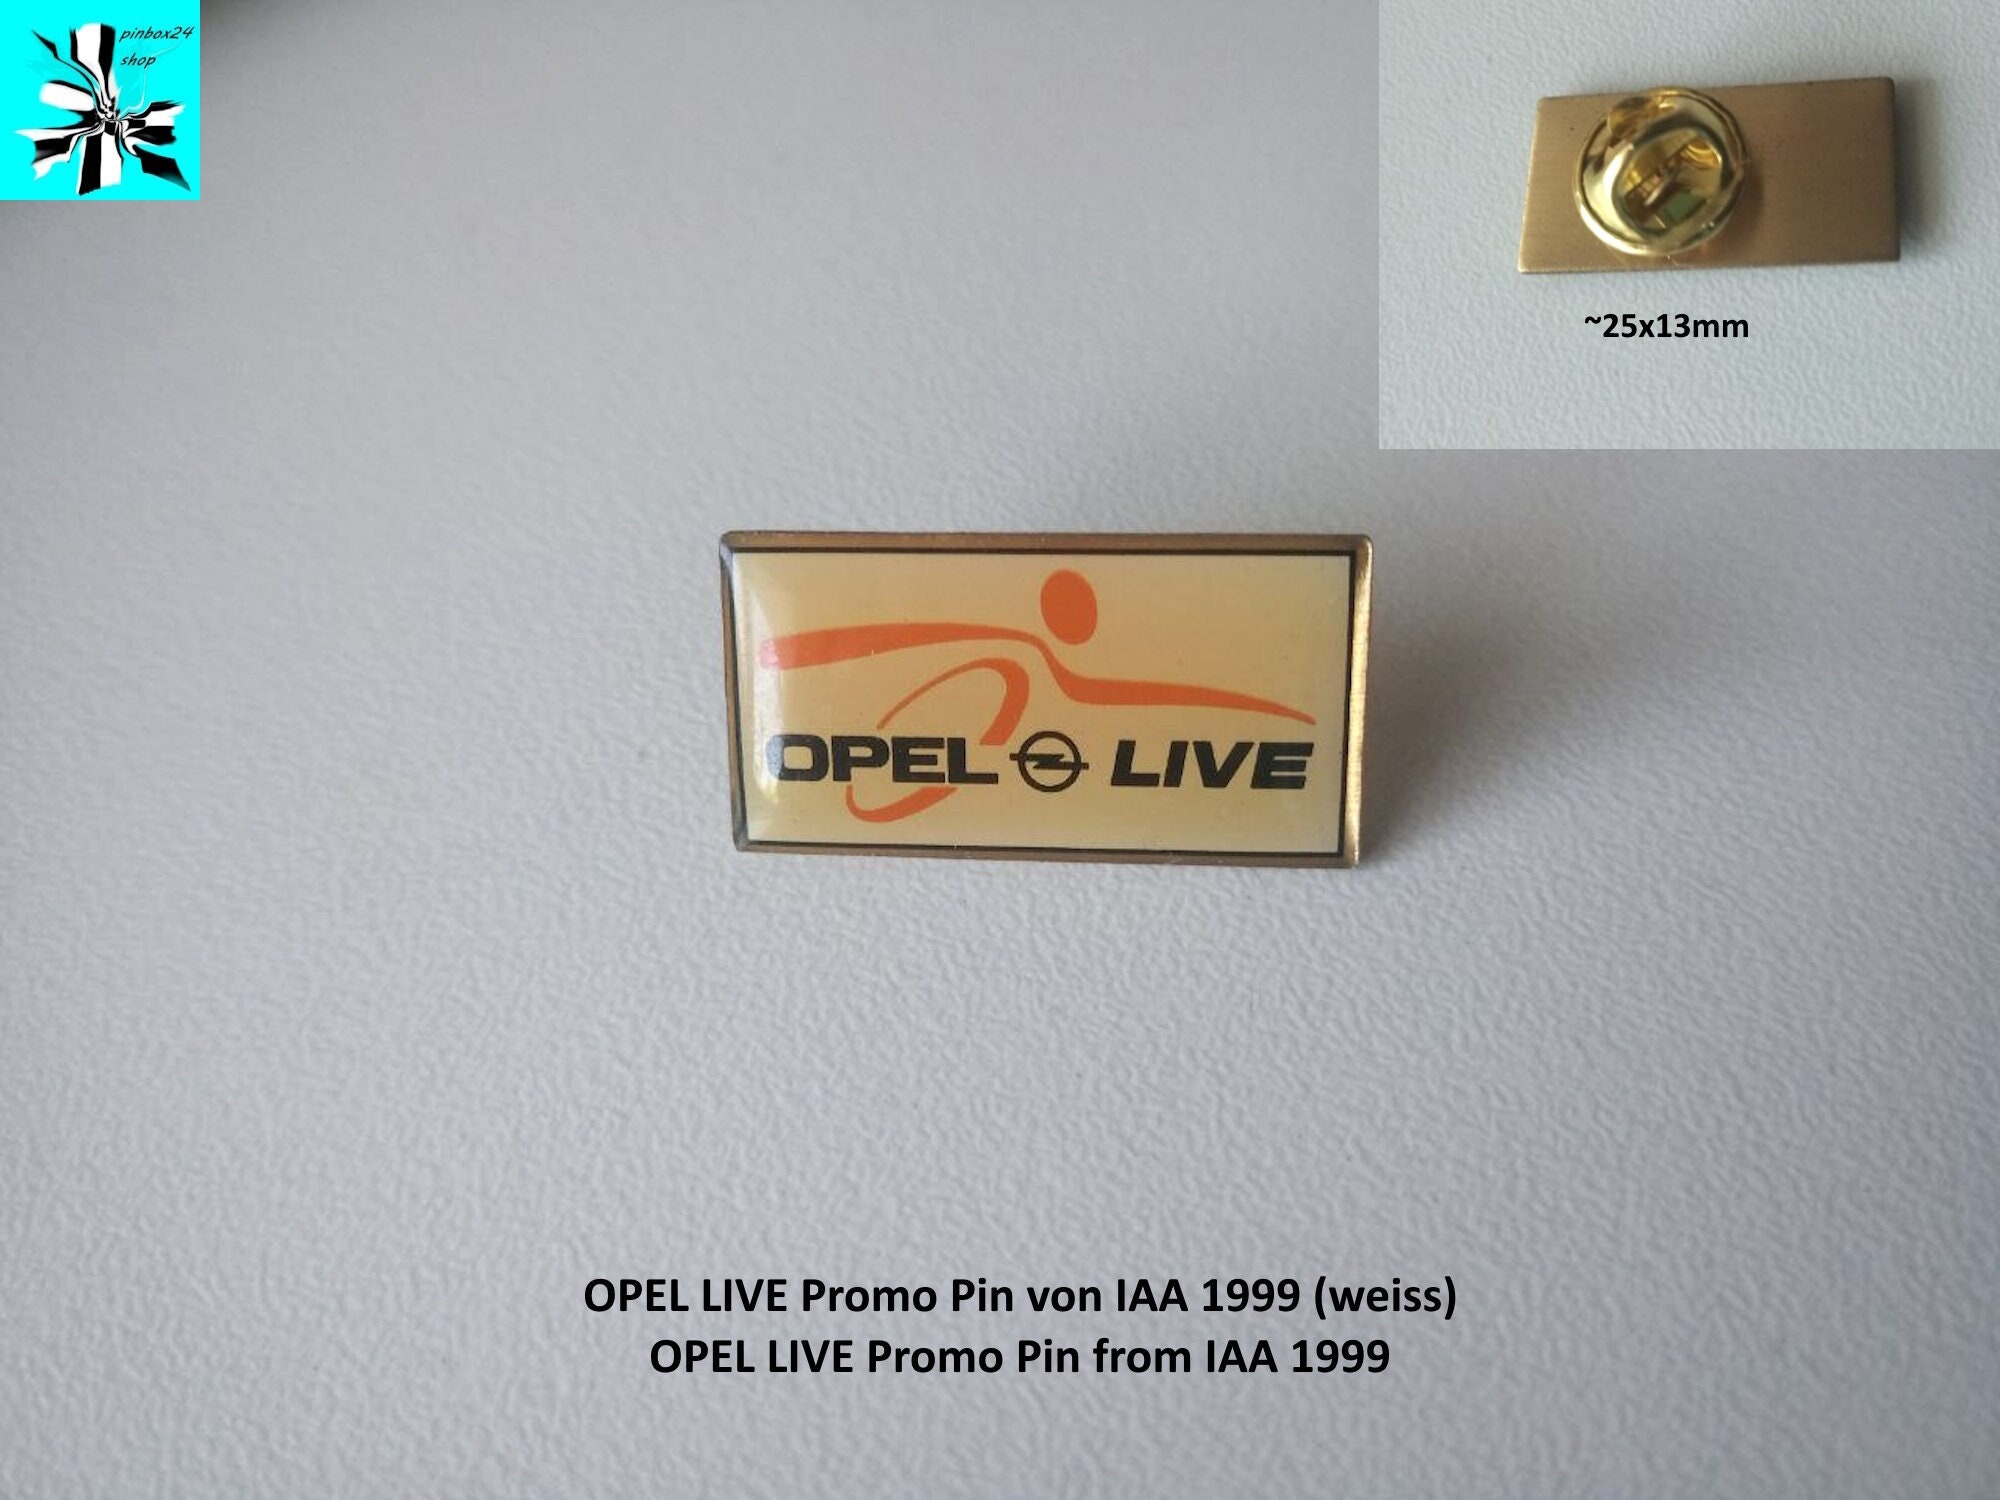 pinbox24
shop
~25x13mm
OPEL LIVE
OPEL LIVE Promo Pin von IAA 1999 (weiss)
OPEL LIVE Promo Pin from IAA 1999